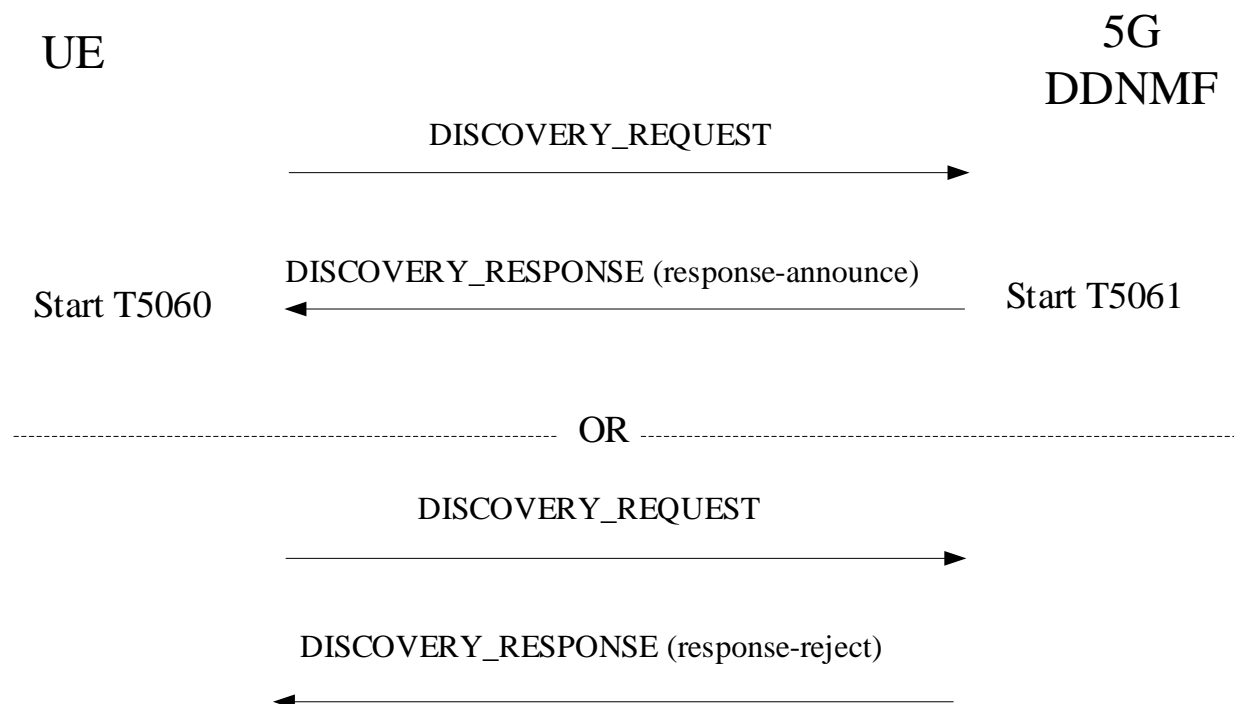 UE
5G
DDNMF
DISCOVERY_REQUEST
DISCOVERY_RESPONSE (response-announce)
Start T5060
Start T5061
OR
DISCOVERY_REQUEST
DISCOVERY_RESPONSE (response-reject)